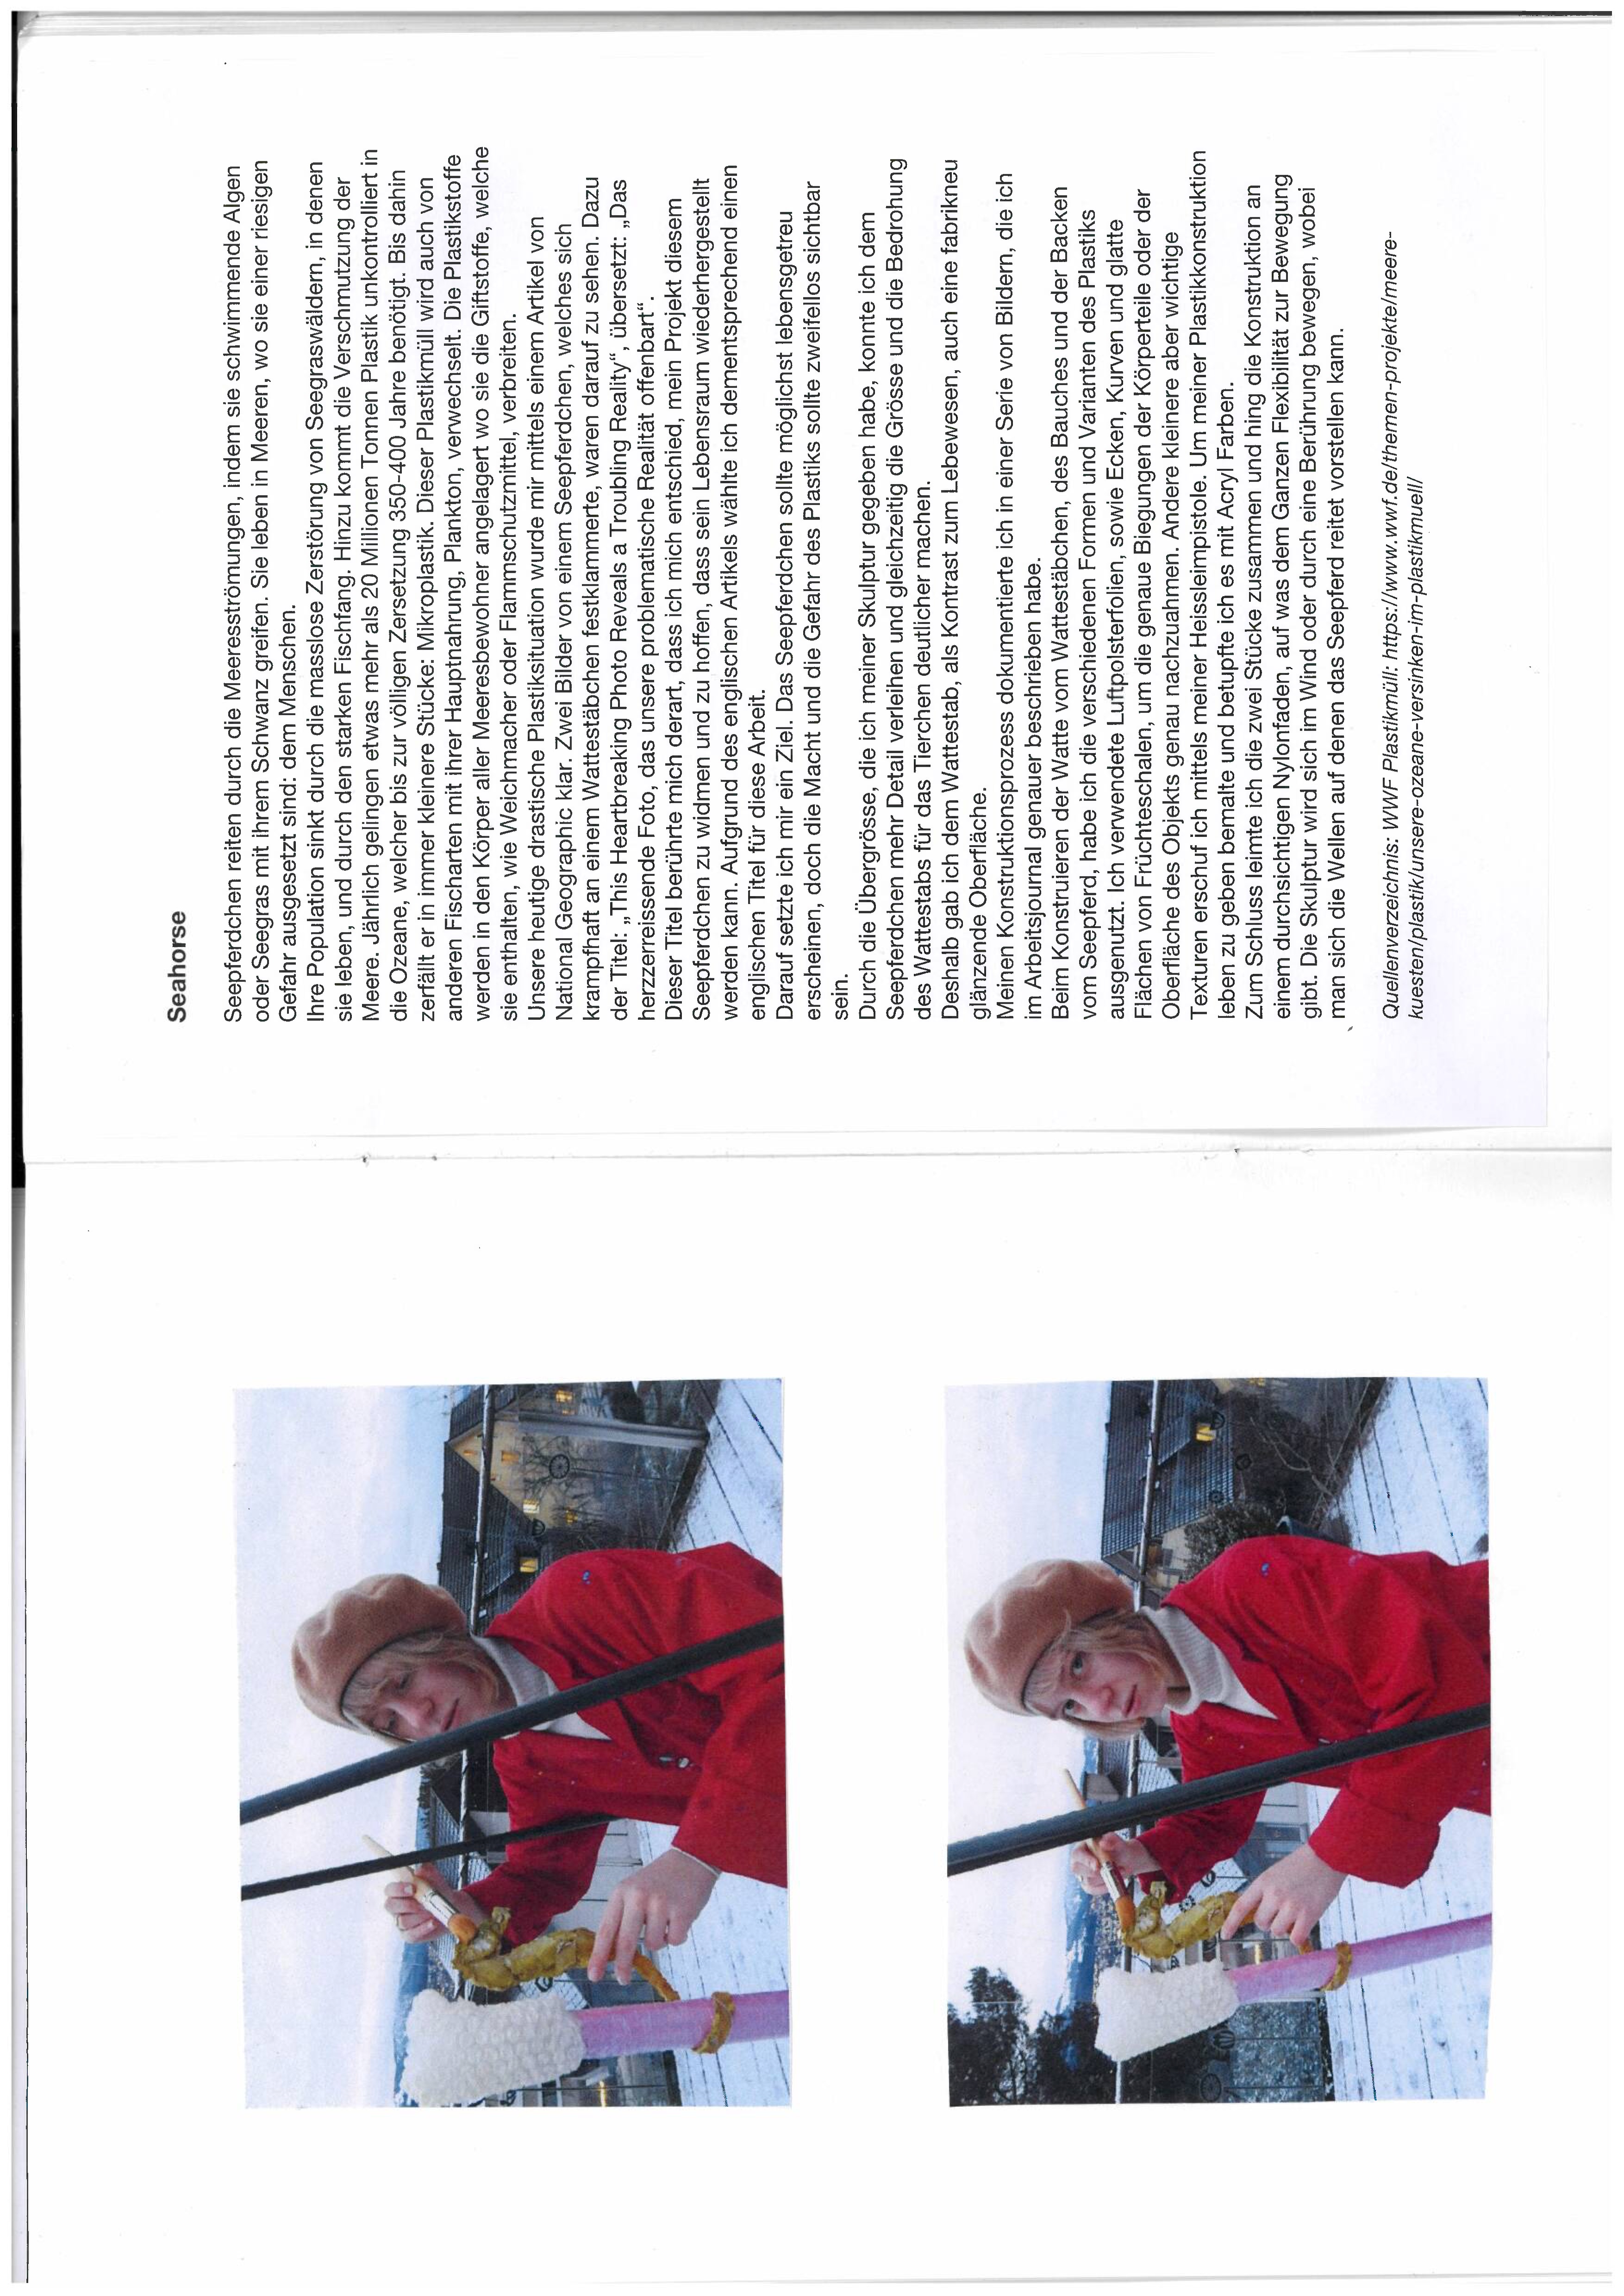 Seahorse
Seepferdchen reiten durch die Meeresströmungen, indem sie schwimmende Algen
oder Seegras mit ihrem Schwanz greifen. Sie leben in Meeren, wo sie einer riesigen
Gefahr ausgesetzt sind: dem Menschen.
Ihre Population sinkt durch die masslose Zerstörung von Seegraswäldern, in denen
sie leben, und durch den starken Fischfang. Hinzu kommt die Verschmutzung der
Meere. Jährlich gelingen etwas mehr als 20 Millionen Tonnen Plastik unkontrolliert in
die Ozeane, welcher bis zur völligen Zersetzung 350-400 Jahre benötigt. Bis dahin
zerfällt er in immer kleinere Stücke: Mikroplastik. Dieser Plastikmüll wird auch von
anderen Fischarten mit ihrer Hauptnahrung, Plankton, verwechselt. Die Plastikstoffe
werden in den Körper aller Meeresbewohner angelagert wo sie die Giftstoffe, welche
sie enthalten, wie Weichmacher oder Flammschutzmittel, verbreiten.
Unsere heutige drastische Plastiksituation wurde mir mittels einem Artikel von
National Geographic klar. Zwei Bilder von einem Seepferdchen, welches sich
krampfhaft an einem Wattestäbchen festklammerte, waren darauf zu sehen. Dazu
der Titel: „This Heartbreaking Photo Reveals a Troubling Reality“, übersetzt: „Das
herzzerreissende Foto, das unsere problematische Realität offenbart“.
Dieser Titel berührte mich derart, dass ich mich entschied, mein Projekt diesem
Seepferdchen zu widmen und zu hoffen, dass sein Lebensraum wiederhergestellt
werden kann. Aufgrund des englischen Artikels wählte ich dementsprechend einen
englischen Titel für diese Arbeit.
Darauf setzte ich mir ein Ziel. Das Seepferdchen sollte möglichst lebensgetreu
erscheinen, doch die Macht und die Gefahr des Plastiks sollte zweifellos sichtbar
sein.
Durch die Übergrösse, die ich meiner Skulptur gegeben habe, konnte ich dem
Seepferdchen mehr Detail verleihen und gleichzeitig die Grösse und die Bedrohung
des Wattestabs für das Tierchen deutlicher machen.
Deshalb gab ich dem Wattestab, als Kontrast zum Lebewesen, auch eine fabrikneu
glänzende Oberfläche.
Meinen Konstruktionsprozess dokumentierte ich in einer Serie von Bildern, die ich
im Arbeitsjournal genauer beschrieben habe.
Beim Konstruieren der Watte vom Wattestäbchen, des Bauches und der Backen
vom Seepferd, habe ich die verschiedenen Formen und Varianten des Plastiks
ausgenutzt. Ich verwendete Luftpolsterfolien, sowie Ecken, Kurven und glatte
Flächen von Früchteschalen, um die genaue Biegungen der Körperteile oder der
Oberfläche des Objekts genau nachzuahmen. Andere kleinere aber wichtige
Texturen erschuf ich mittels meiner Heissleimpistole. Um meiner Plastikkonstruktion
leben zu geben bemalte und betupfte ich es mit Acryl Farben.
Zum Schluss leimte ich die zwei Stücke zusammen und hing die Konstruktion an
einem durchsichtigen Nylonfaden, auf was dem Ganzen Flexibilität zur Bewegung
gibt. Die Skulptur wird sich im Wind oder durch eine Berührung bewegen, wobei
man sich die Wellen auf denen das Seepferd reitet vorstellen kann.
Quellenverzeichnis: WWF Plastikmüll: https://www.wwf.de/themen-projekte/meere-
kuesten/plastik/unsere-ozeane-versinken-im-plastikmuell/